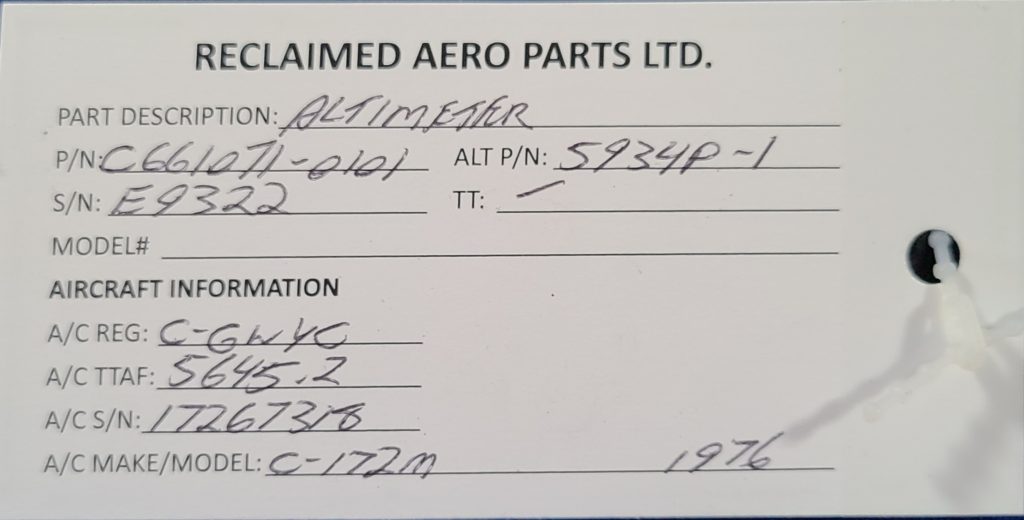 RECLAIMED AERO PARTS LTD.
PART DESCRIPTION: ALTIMETER
P/N: C661071-0101 ALT P/N: 5934P-1
S/N: E9322 TT: –
MODEL#
AIRCRAFT INFORMATION
A/C REG: C-GWYC
A/C TTAF: 5645.2
A/C S/N: 17267318
A/C MAKE/MODEL: C-172M 1976